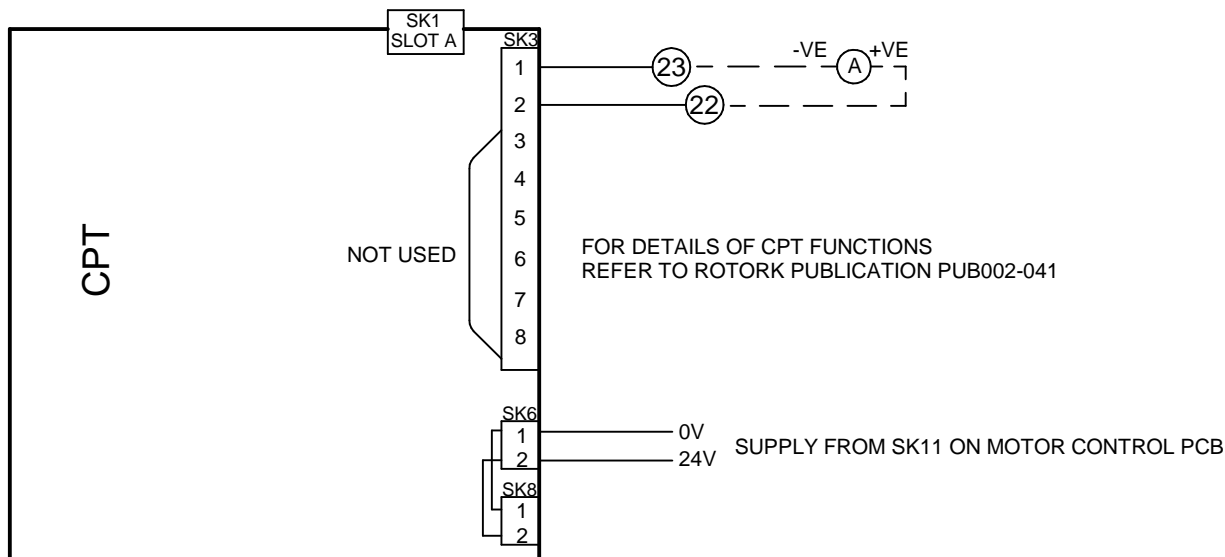 SK1
SLOT A
SK3
1
23
-VE
A
+VE
2
22
3
4
5
6
7
8
CPT
NOT USED
FOR DETAILS OF CPT FUNCTIONS
REFER TO ROTORK PUBLICATION PUB002-041
SK6
1
0V
2
24V
SUPPLY FROM SK11 ON MOTOR CONTROL PCB
SK8
1
2